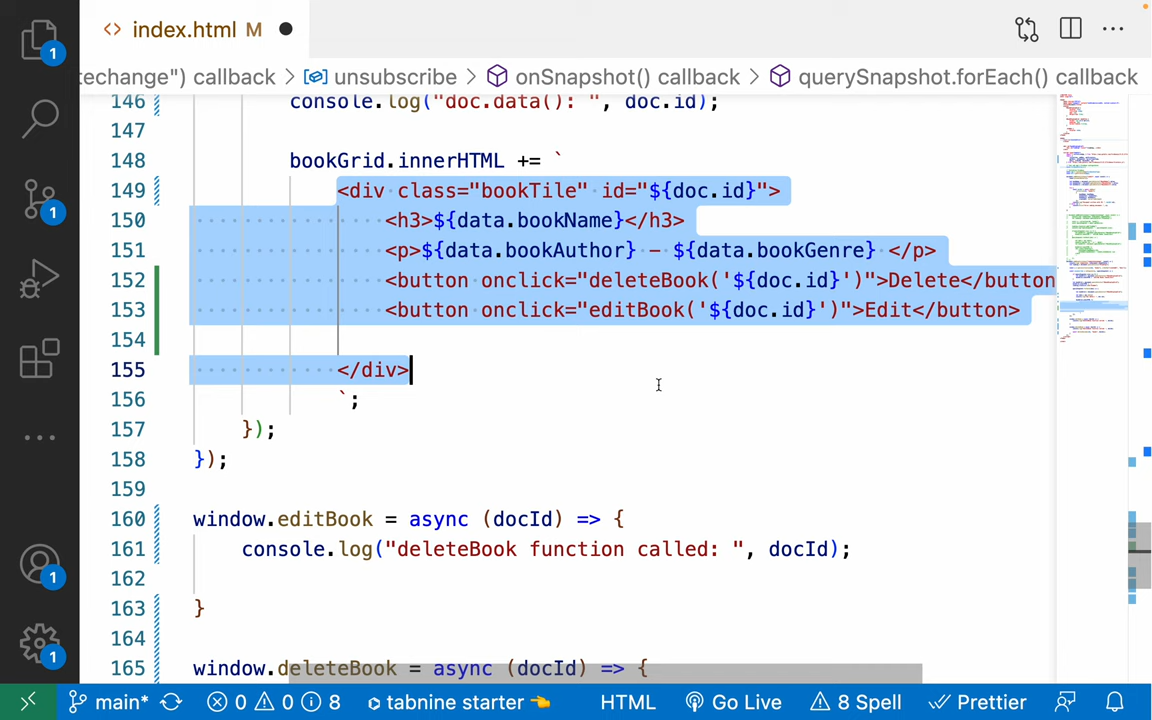 1
index.html M
techange") callback > unsubscribe > onSnapshot() callback > querySnapshot.forEach() callback
146 console.log("doc.data(): ", doc.id);
147
148 bookGrid.innerHTML += `
149 <div class="bookTile" id="${doc.id}">
150 <h3>${data.bookName}</h3>
151 <p>${data.bookAuthor} - ${data.bookGenre} </p>
152 <button onclick="deleteBook('${doc.id}')">Delete</button
153 <button onclick="editBook('${doc.id}')">Edit</button>
154
155 </div>
156 `;
157 });
158 });
159
160 window.editBook = async (docId) => {
161 console.log("deleteBook function called: ", docId);
162
163 }
164
165 window.deleteBook = async (docId) => {
1
1
1
main* 0 0 8 tabnine starter HTML Go Live 8 Spell Prettier